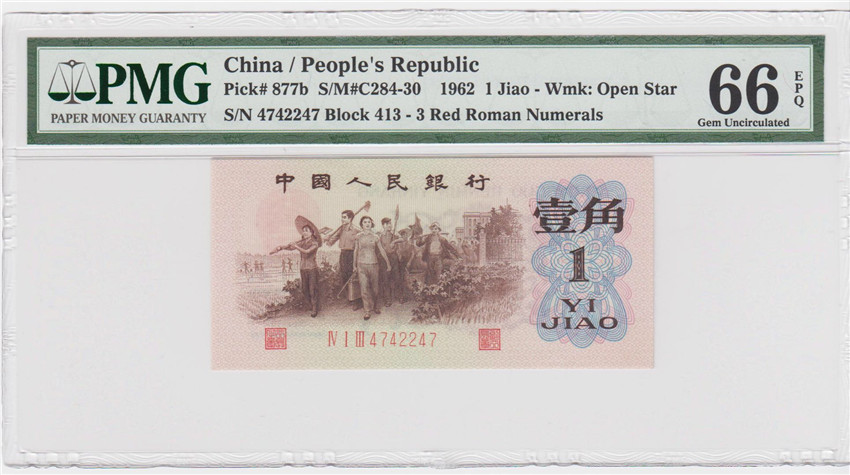 PMG
PAPER MONEY GUARANTY
China / People's Republic
Pick# 877b S/M#C284-30 1962 1 Jiao - Wmk: Open Star
S/N 4742247 Block 413 - 3 Red Roman Numerals
66
EPQ
Gem Uncirculated
中國人民銀行
壹角
1
YI
JIAO
IV I III 4742247